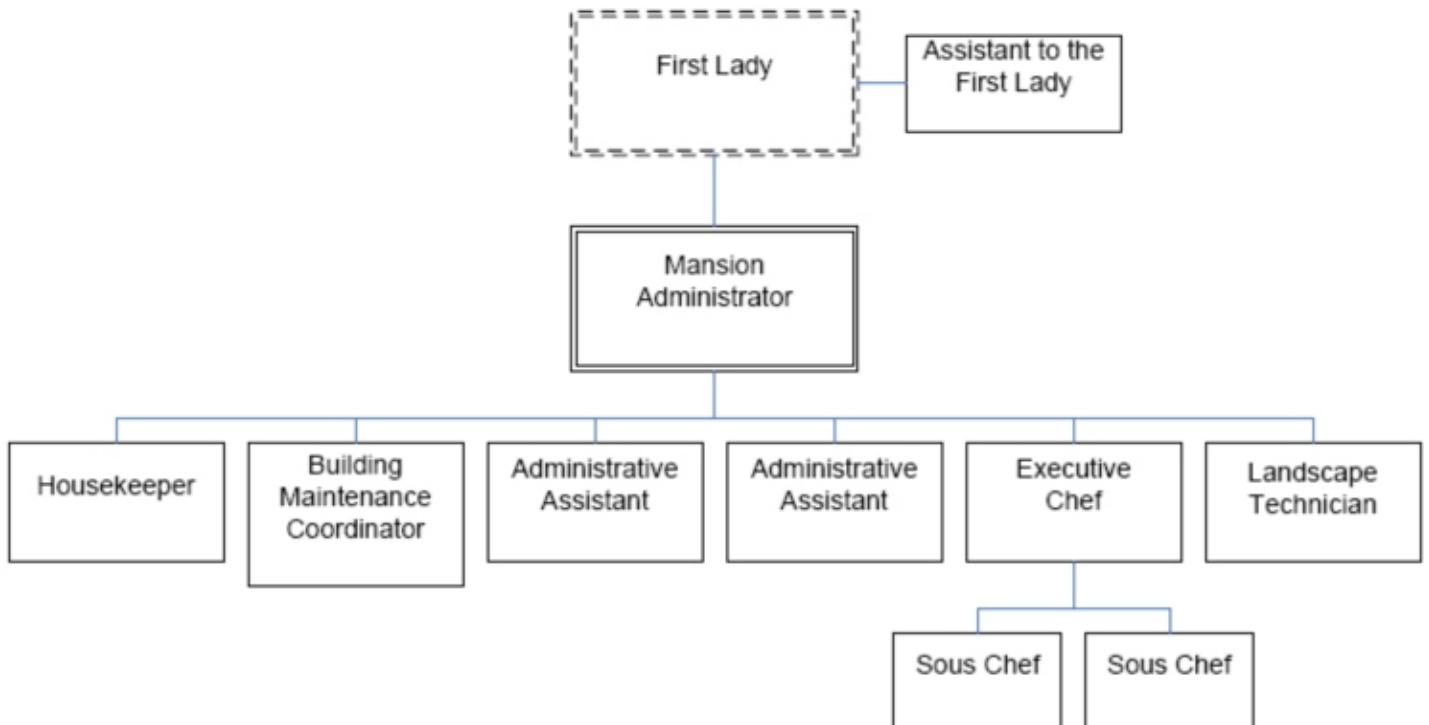 First Lady
Assistant to the
First Lady
Mansion
Administrator
Housekeeper
Building
Maintenance
Coordinator
Administrative
Assistant
Administrative
Assistant
Executive
Chef
Landscape
Technician
Sous Chef
Sous Chef